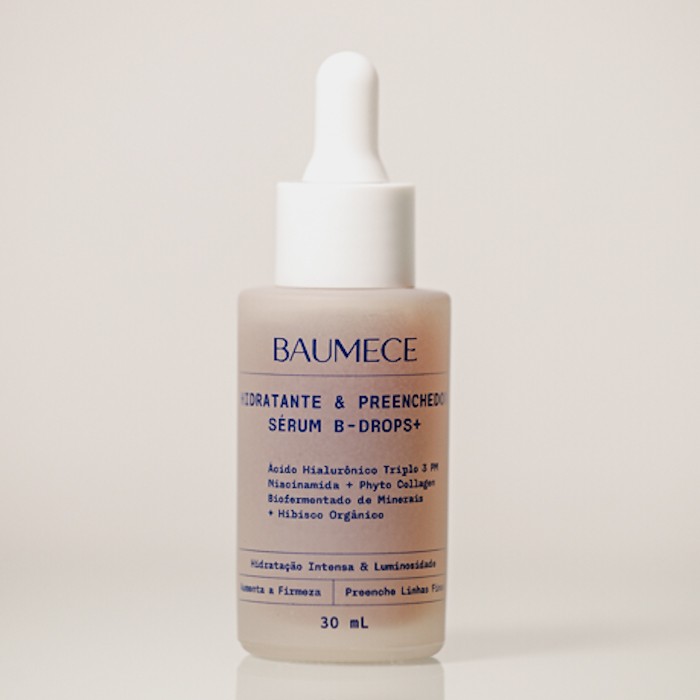 BAUMECE
HIDRATANTE & PREENCHEDOR
SÉRUM B-DROPS+
Ácido Hialurônico Triplo 3 PM
Niacinamida + Phyto Collagen
Biofermentado de Minerais
+ Hibisco Orgânico
Hidratação Intensa & Luminosidade
Aumenta a Firmeza
Preenche Linhas Fin
30 mL